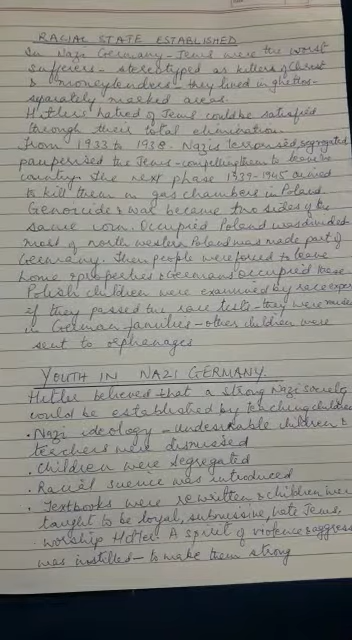 RACIAL STATE ESTABLISHED
In Nazi Germany - Jews were the worst
sufferers - stereotyped as killers of Christ
& moneylenders - they lived in ghettos -
separately marked areas.
Hitler's hatred of Jews could be satisfied
through their total elimination.
From 1933 to 1938 Nazis terrorised, segregated
pauperised the Jews - compelling them to leave the
country. The next phase 1939-1945 aimed
to kill them in gas chambers in Poland.
Genocide & war became two sides of the
same coin. Occupied Poland was divided
most of north western Poland was made part of
Germany. Then people were forced to leave
home & properties & Germans occupied these
Polish children were examined by race exper
if they passed the race tests - they were
in German families - other children were
sent to orphanages
YOUTH IN NAZI GERMANY
Hitler believed that a strong Nazi society
would be established by teaching children
• Nazi ideology - undesirable children &
teachers were dismissed
• Children were segregated
• Racial science was introduced
• Textbooks were rewritten & children were
taught to be loyal, submissive, hate Jews,
worship Hitler. A spirit of violence & aggress
was instilled - to make them strong